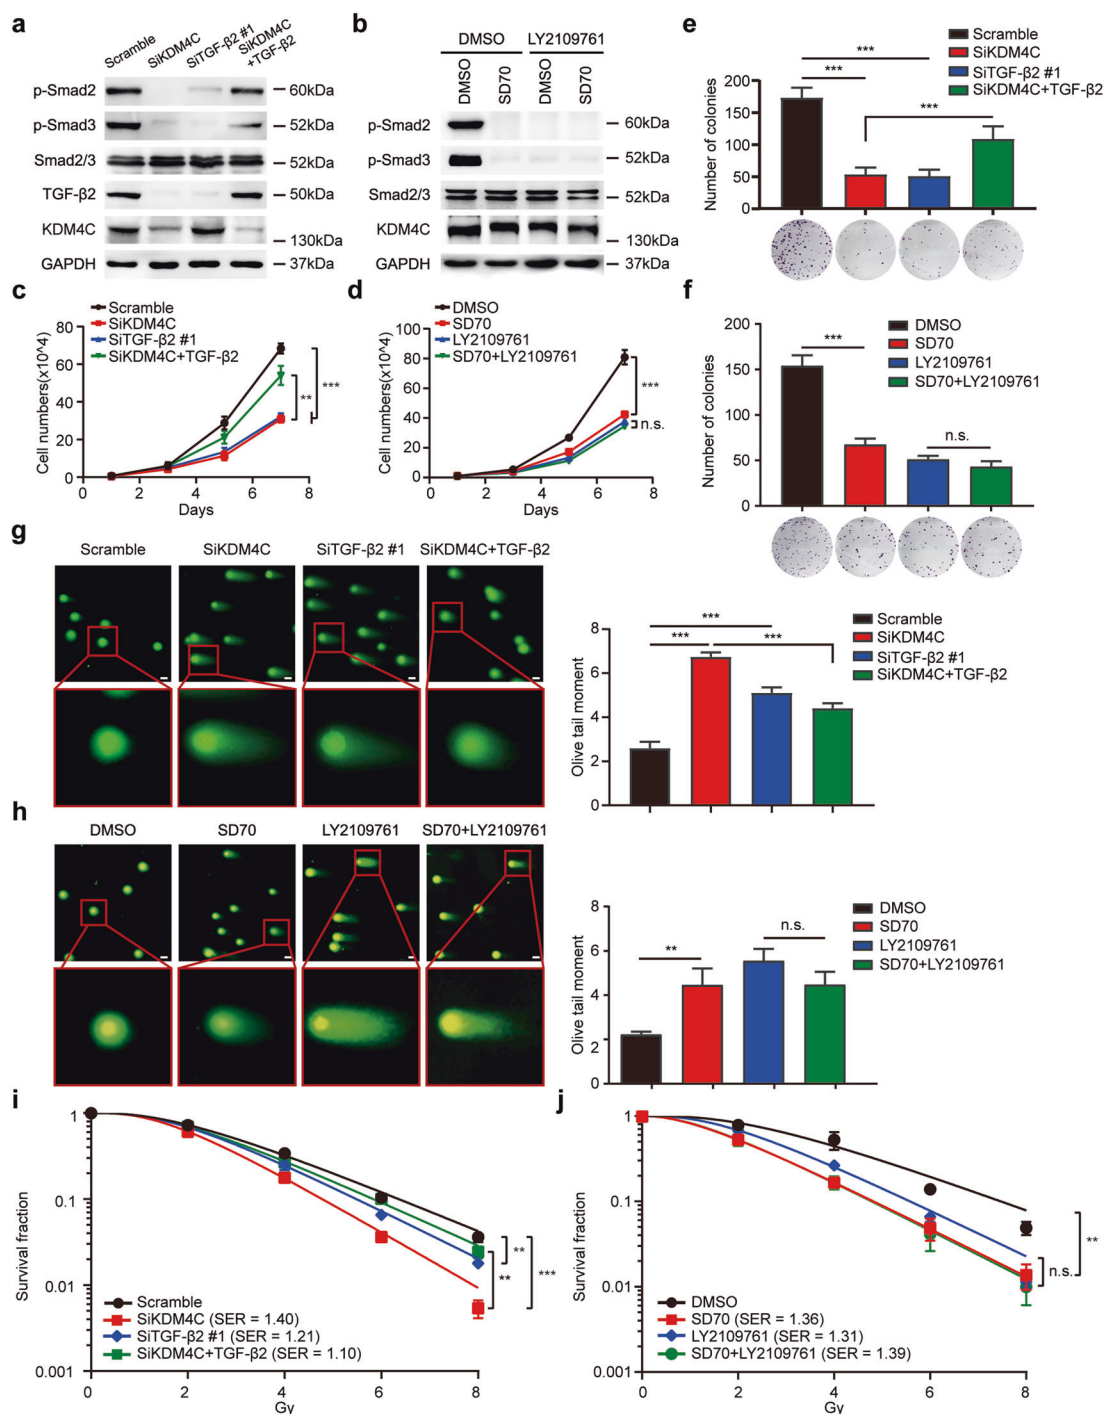 a
Scramble
SiKDM4C
SiTGF-β2 #1
SiKDM4C
+TGF-β2
p-Smad2
60kDa
p-Smad3
52kDa
Smad2/3
52kDa
TGF-β2
50kDa
KDM4C
130kDa
GAPDH
37kDa
b
DMSO LY2109761
DMSO
SD70
DMSO
SD70
p-Smad2
60kDa
p-Smad3
52kDa
Smad2/3
52kDa
KDM4C
130kDa
GAPDH
37kDa
e
Scramble
SiKDM4C
SiTGF-β2 #1
SiKDM4C+TGF-β2
***
***
***
Number of colonies
200
150
100
50
0
c
Scramble
SiKDM4C
SiTGF-β2 #1
SiKDM4C+TGF-β2
Cell numbers(x10^4)
80
60
40
20
0
**
***
0 2 4 6 8
Days
d
DMSO
SD70
LY2109761
SD70+LY2109761
Cell numbers(x10^4)
100
80
60
40
20
0
***
n.s.
0 2 4 6 8
Days
f
DMSO
SD70
LY2109761
SD70+LY2109761
***
n.s.
Number of colonies
150
100
50
0
g
Scramble SiKDM4C SiTGF-β2 #1 SiKDM4C+TGF-β2
Scramble
SiKDM4C
SiTGF-β2 #1
SiKDM4C+TGF-β2
***
***
***
Olive tail moment
8
6
4
2
0
h
DMSO SD70 LY2109761 SD70+LY2109761
DMSO
SD70
LY2109761
SD70+LY2109761
**
n.s.
Olive tail moment
8
6
4
2
0
i
Survival fraction
1
0.1
0.01
0.001
Scramble
SiKDM4C (SER = 1.40)
SiTGF-β2 #1 (SER = 1.21)
SiKDM4C+TGF-β2 (SER = 1.10)
**
**
***
0 2 4 6 8
Gy
j
Survival fraction
1
0.1
0.01
0.001
DMSO
SD70 (SER = 1.36)
LY2109761 (SER = 1.31)
SD70+LY2109761 (SER = 1.39)
n.s.
**
0 2 4 6 8
Gy